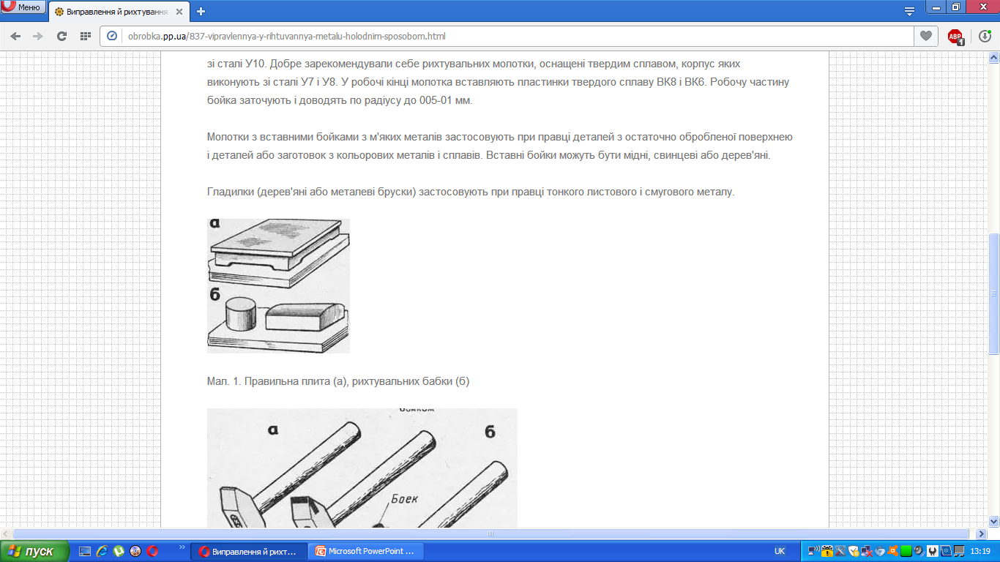 Меню
Виправлення й рихтування
obrobka.pp.ua/837-vipravlennya-y-rihtuvannya-metalu-holodnim-sposobom.html
ABP
1
зі сталі У10. Добре зарекомендували себе рихтувальних молотки, оснащені твердим сплавом, корпус яких
виконують зі сталі У7 і У8. У робочі кінці молотка вставляють пластинки твердого сплаву ВК8 і ВК6. Робочу частину
бойка заточують і доводять по радіусу до 005-01 мм.
Молотки з вставними бойками з м'яких металів застосовують при правці деталей з остаточно обробленої поверхнею
і деталей або заготовок з кольорових металів і сплавів. Вставні бойки можуть бути мідні, свинцеві або дерев'яні.
Гладилки (дерев'яні або металеві бруски) застосовують при правці тонкого листового і смугового металу.
а
б
Мал. 1. Правильна плита (а), рихтувальних бабки (б)
а
б
Боек
пуск
Виправлення й рихт...
Microsoft PowerPoint ...
UK
13:19